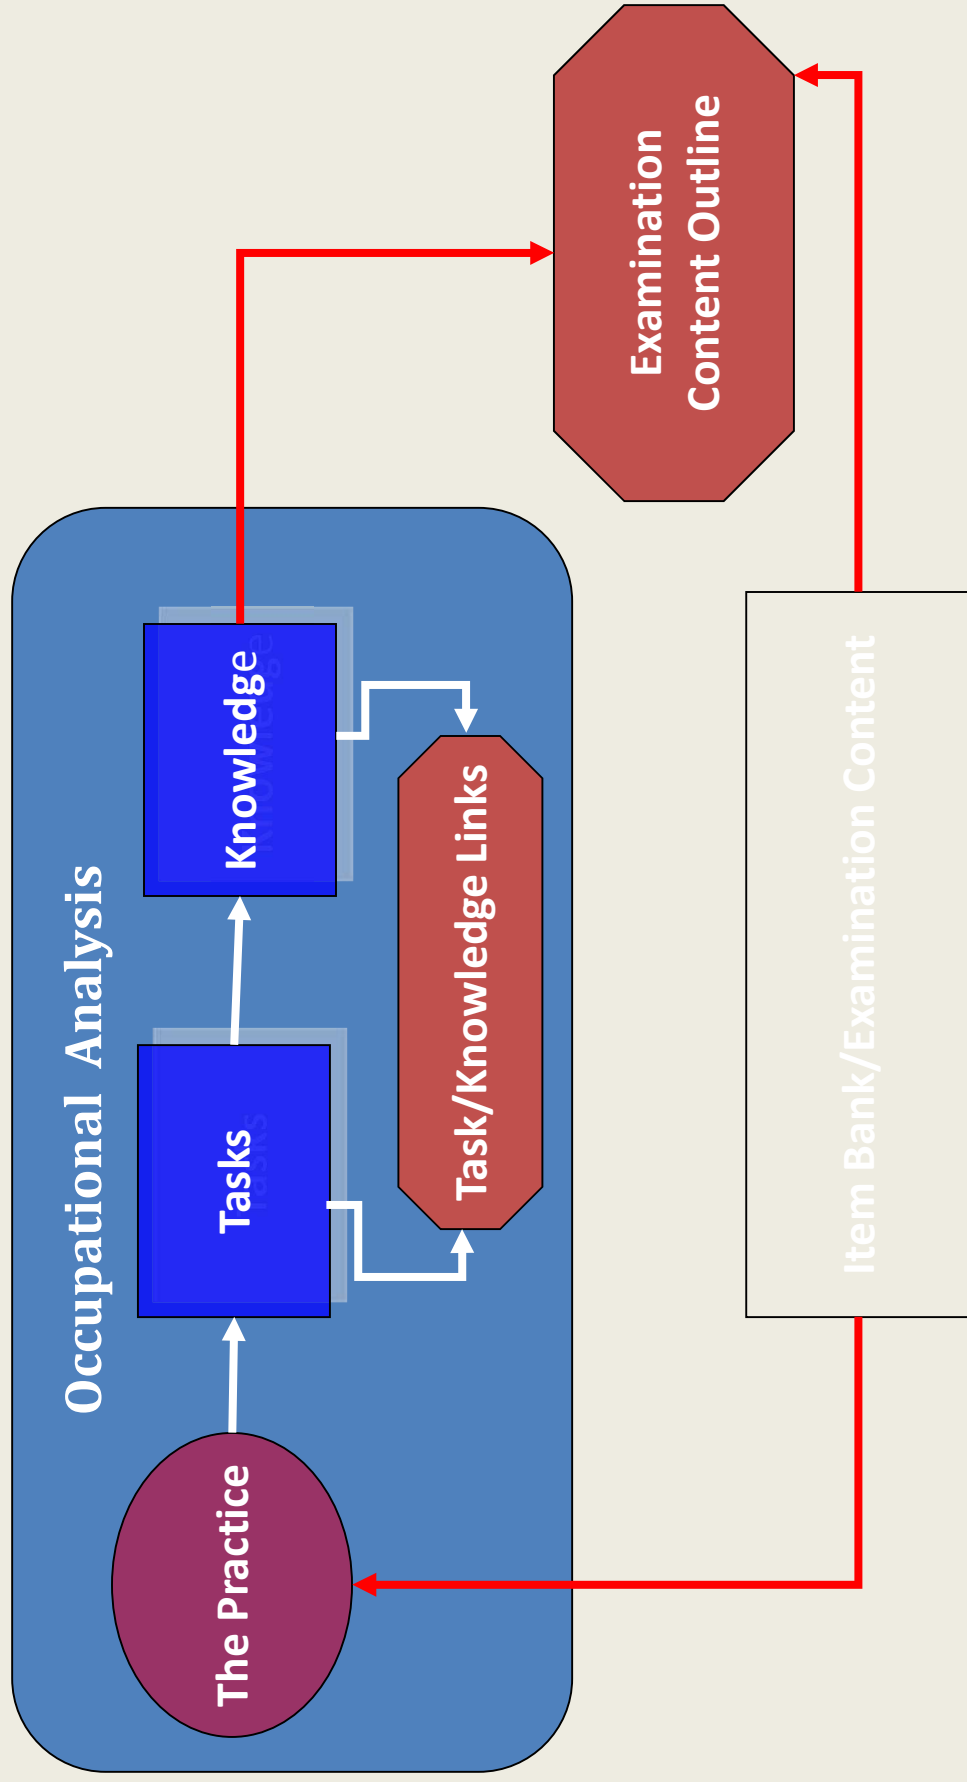 Occupational Analysis
The Practice
Tasks
Knowledge
Task/Knowledge Links
Examination
Content Outline
Item Bank/Examination Content